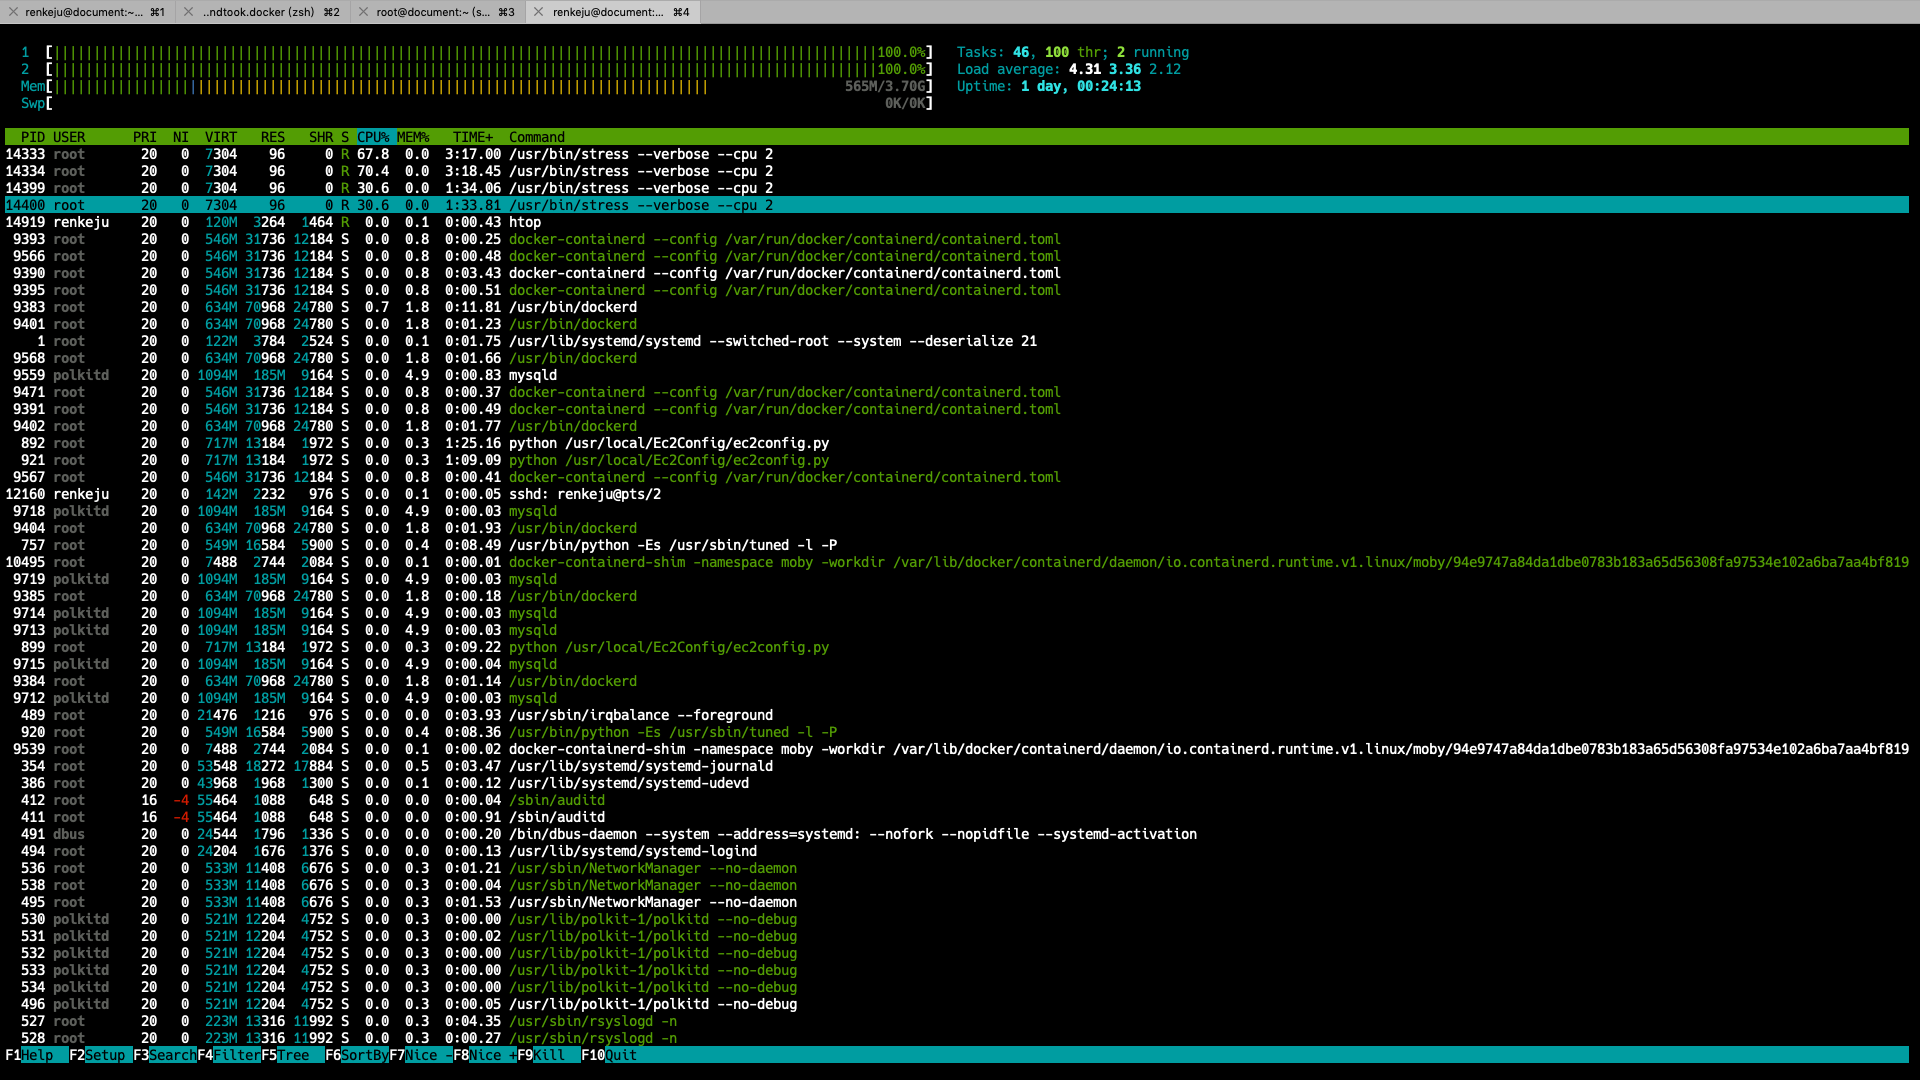 renkeju@document:~... ⌘1 ..ndtook.docker (zsh) ⌘2 root@document:~ (s... ⌘3 renkeju@document:... ⌘4
1 [||||||||||||||||||||||||||||||||||||||||||||||||||||||||||||||||||||||||||||||||||||||||||||||||||||||100.0%] Tasks: 46, 100 thr; 2 running
2 [||||||||||||||||||||||||||||||||||||||||||||||||||||||||||||||||||||||||||||||||||||||||||||||||||||||100.0%] Load average: 4.31 3.36 2.12
Mem[||||||||||||||||||||||||||||||||||||||||||||||||||||||||||||||||||||||||||||||||| 565M/3.70G] Uptime: 1 day, 00:24:13
Swp[ 0K/0K]
PID USER PRI NI VIRT RES SHR S CPU% MEM% TIME+ Command
14333 root 20 0 7304 96 0 R 67.8 0.0 3:17.00 /usr/bin/stress --verbose --cpu 2
14334 root 20 0 7304 96 0 R 70.4 0.0 3:18.45 /usr/bin/stress --verbose --cpu 2
14399 root 20 0 7304 96 0 R 30.6 0.0 1:34.06 /usr/bin/stress --verbose --cpu 2
14400 root 20 0 7304 96 0 R 30.6 0.0 1:33.81 /usr/bin/stress --verbose --cpu 2
14919 renkeju 20 0 120M 3264 1464 R 0.0 0.1 0:00.43 htop
9393 root 20 0 546M 31736 12184 S 0.0 0.8 0:00.25 docker-containerd --config /var/run/docker/containerd/containerd.toml
9566 root 20 0 546M 31736 12184 S 0.0 0.8 0:00.48 docker-containerd --config /var/run/docker/containerd/containerd.toml
9390 root 20 0 546M 31736 12184 S 0.0 0.8 0:03.43 docker-containerd --config /var/run/docker/containerd/containerd.toml
9395 root 20 0 546M 31736 12184 S 0.0 0.8 0:00.51 docker-containerd --config /var/run/docker/containerd/containerd.toml
9383 root 20 0 634M 70968 24780 S 0.7 1.8 0:11.81 /usr/bin/dockerd
9401 root 20 0 634M 70968 24780 S 0.0 1.8 0:01.23 /usr/bin/dockerd
1 root 20 0 122M 3784 2524 S 0.0 0.1 0:01.75 /usr/lib/systemd/systemd --switched-root --system --deserialize 21
9568 root 20 0 634M 70968 24780 S 0.0 1.8 0:01.66 /usr/bin/dockerd
9559 polkitd 20 0 1094M 185M 9164 S 0.0 4.9 0:00.83 mysqld
9471 root 20 0 546M 31736 12184 S 0.0 0.8 0:00.37 docker-containerd --config /var/run/docker/containerd/containerd.toml
9391 root 20 0 546M 31736 12184 S 0.0 0.8 0:00.49 docker-containerd --config /var/run/docker/containerd/containerd.toml
9402 root 20 0 634M 70968 24780 S 0.0 1.8 0:01.77 /usr/bin/dockerd
892 root 20 0 717M 13184 1972 S 0.0 0.3 1:25.16 python /usr/local/Ec2Config/ec2config.py
921 root 20 0 717M 13184 1972 S 0.0 0.3 1:09.09 python /usr/local/Ec2Config/ec2config.py
9567 root 20 0 546M 31736 12184 S 0.0 0.8 0:00.41 docker-containerd --config /var/run/docker/containerd/containerd.toml
12160 renkeju 20 0 142M 2232 976 S 0.0 0.1 0:00.05 sshd: renkeju@pts/2
9718 polkitd 20 0 1094M 185M 9164 S 0.0 4.9 0:00.03 mysqld
9404 root 20 0 634M 70968 24780 S 0.0 1.8 0:01.93 /usr/bin/dockerd
757 root 20 0 549M 16584 5900 S 0.0 0.4 0:08.49 /usr/bin/python -Es /usr/sbin/tuned -l -P
10495 root 20 0 7488 2744 2084 S 0.0 0.1 0:00.01 docker-containerd-shim -namespace moby -workdir /var/lib/docker/containerd/daemon/io.containerd.runtime.v1.linux/moby/94e9747a84da1dbe0783b183a65d56308fa97534e102a6ba7aa4bf819
9719 polkitd 20 0 1094M 185M 9164 S 0.0 4.9 0:00.03 mysqld
9385 root 20 0 634M 70968 24780 S 0.0 1.8 0:00.18 /usr/bin/dockerd
9714 polkitd 20 0 1094M 185M 9164 S 0.0 4.9 0:00.03 mysqld
9713 polkitd 20 0 1094M 185M 9164 S 0.0 4.9 0:00.03 mysqld
899 root 20 0 717M 13184 1972 S 0.0 0.3 0:09.22 python /usr/local/Ec2Config/ec2config.py
9715 polkitd 20 0 1094M 185M 9164 S 0.0 4.9 0:00.04 mysqld
9384 root 20 0 634M 70968 24780 S 0.0 1.8 0:01.14 /usr/bin/dockerd
9712 polkitd 20 0 1094M 185M 9164 S 0.0 4.9 0:00.03 mysqld
489 root 20 0 21476 1216 976 S 0.0 0.0 0:03.93 /usr/sbin/irqbalance --foreground
920 root 20 0 549M 16584 5900 S 0.0 0.4 0:08.36 /usr/bin/python -Es /usr/sbin/tuned -l -P
9539 root 20 0 7488 2744 2084 S 0.0 0.1 0:00.02 docker-containerd-shim -namespace moby -workdir /var/lib/docker/containerd/daemon/io.containerd.runtime.v1.linux/moby/94e9747a84da1dbe0783b183a65d56308fa97534e102a6ba7aa4bf819
354 root 20 0 53548 18272 17884 S 0.0 0.5 0:03.47 /usr/lib/systemd/systemd-journald
386 root 20 0 43968 1968 1300 S 0.0 0.1 0:00.12 /usr/lib/systemd/systemd-udevd
412 root 16 -4 55464 1088 648 S 0.0 0.0 0:00.04 /sbin/auditd
411 root 16 -4 55464 1088 648 S 0.0 0.0 0:00.91 /sbin/auditd
491 dbus 20 0 24544 1796 1336 S 0.0 0.0 0:00.20 /bin/dbus-daemon --system --address=systemd: --nofork --nopidfile --systemd-activation
494 root 20 0 24204 1676 1376 S 0.0 0.0 0:00.13 /usr/lib/systemd/systemd-logind
536 root 20 0 533M 11408 6676 S 0.0 0.3 0:01.21 /usr/sbin/NetworkManager --no-daemon
538 root 20 0 533M 11408 6676 S 0.0 0.3 0:00.04 /usr/sbin/NetworkManager --no-daemon
495 root 20 0 533M 11408 6676 S 0.0 0.3 0:01.53 /usr/sbin/NetworkManager --no-daemon
530 polkitd 20 0 521M 12204 4752 S 0.0 0.3 0:00.00 /usr/lib/polkit-1/polkitd --no-debug
531 polkitd 20 0 521M 12204 4752 S 0.0 0.3 0:00.02 /usr/lib/polkit-1/polkitd --no-debug
532 polkitd 20 0 521M 12204 4752 S 0.0 0.3 0:00.00 /usr/lib/polkit-1/polkitd --no-debug
533 polkitd 20 0 521M 12204 4752 S 0.0 0.3 0:00.00 /usr/lib/polkit-1/polkitd --no-debug
534 polkitd 20 0 521M 12204 4752 S 0.0 0.3 0:00.00 /usr/lib/polkit-1/polkitd --no-debug
496 polkitd 20 0 521M 12204 4752 S 0.0 0.3 0:00.05 /usr/lib/polkit-1/polkitd --no-debug
527 root 20 0 223M 13316 11992 S 0.0 0.3 0:04.35 /usr/sbin/rsyslogd -n
528 root 20 0 223M 13316 11992 S 0.0 0.3 0:00.27 /usr/sbin/rsyslogd -n
F1Help F2Setup F3SearchF4FilterF5Tree F6SortByF7Nice -F8Nice +F9Kill F10Quit